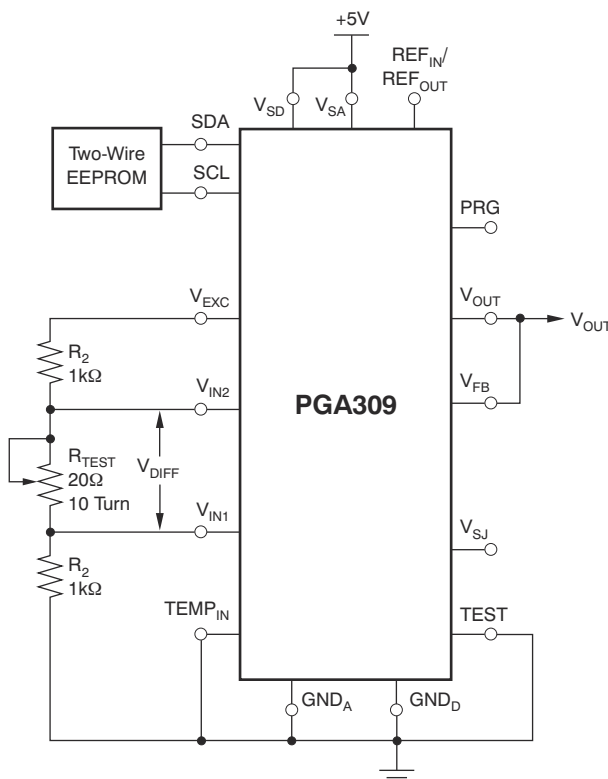 +5V
REF_IN/
REF_OUT
V_SD
V_SA
SDA
Two-Wire
EEPROM
SCL
PRG
V_EXC
V_OUT
V_OUT
R_2
1kΩ
V_IN2
V_FB
PGA309
R_TEST
20Ω
10 Turn
V_DIFF
V_IN1
V_SJ
R_2
1kΩ
TEMP_IN
TEST
GND_A
GND_D